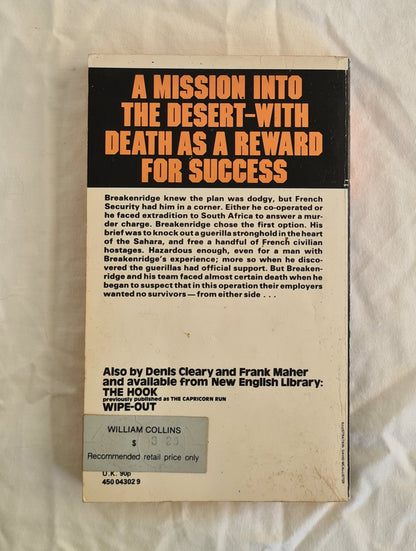 A MISSION INTO
THE DESERT-WITH
DEATH AS A REWARD
FOR SUCCESS
Breakenridge knew the plan was dodgy, but French
Security had him in a corner. Either he co-operated or
he faced extradition to South Africa to answer a mur-
der charge. Breakenridge chose the first option. His
brief was to knock out a guerilla stronghold in the heart
of the Sahara, and free a handful of French civilian
hostages. Hazardous enough, even for a man with
Breakenridge's experience; more so when he disco-
vered the guerillas had official support. But Breaken-
ridge and his team faced almost certain death when he
began to suspect that in this operation their employers
wanted no survivors — from either side . . .
Also by Denis Cleary and Frank Maher
and available from New English Library:
THE HOOK
previously published as THE CAPRICORN RUN
WIPE-OUT
WILLIAM COLLINS
$
Recommended retail price only
U.K. 90p
450 04302 9